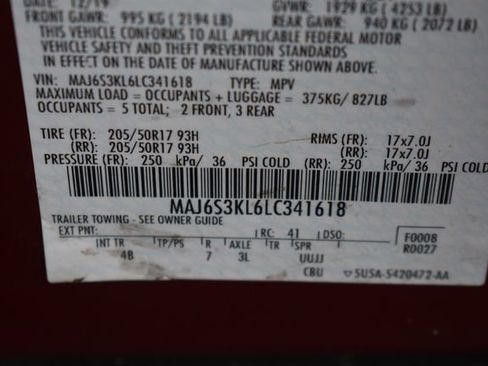 DATE: 12/19 GVWR: 1929 KG ( 4253 LB)
FRONT GAWR: 995 KG ( 2194 LB) REAR GAWR: 940 KG ( 2072 LB)
THIS VEHICLE CONFORMS TO ALL APPLICABLE FEDERAL MOTOR
VEHICLE SAFETY AND THEFT PREVENTION STANDARDS
IN EFFECT ON THE DATE OF MANUFACTURE SHOWN ABOVE.
VIN: MAJ6S3KL6LC341618 TYPE: MPV
MAXIMUM LOAD = OCCUPANTS + LUGGAGE = 375KG/ 827LB
OCCUPANTS = 5 TOTAL; 2 FRONT, 3 REAR
TIRE (FR): 205/50R17 93H RIMS (FR): 17x7.0J
(RR): 205/50R17 93H (RR): 17x7.0J
PRESSURE (FR): 250 kPa/ 36 PSI COLD (RR): 250 kPa/ 36 PSI COLD
MAJ6S3KL6LC341618
TRAILER TOWING - SEE OWNER GUIDE
EXT PNT: RC: 41 DSO: F0008
INT TR TP/PS R AXLE TR SPR R0027
4B 7 3L UUJJ
CBU 5USA-5420472-AA